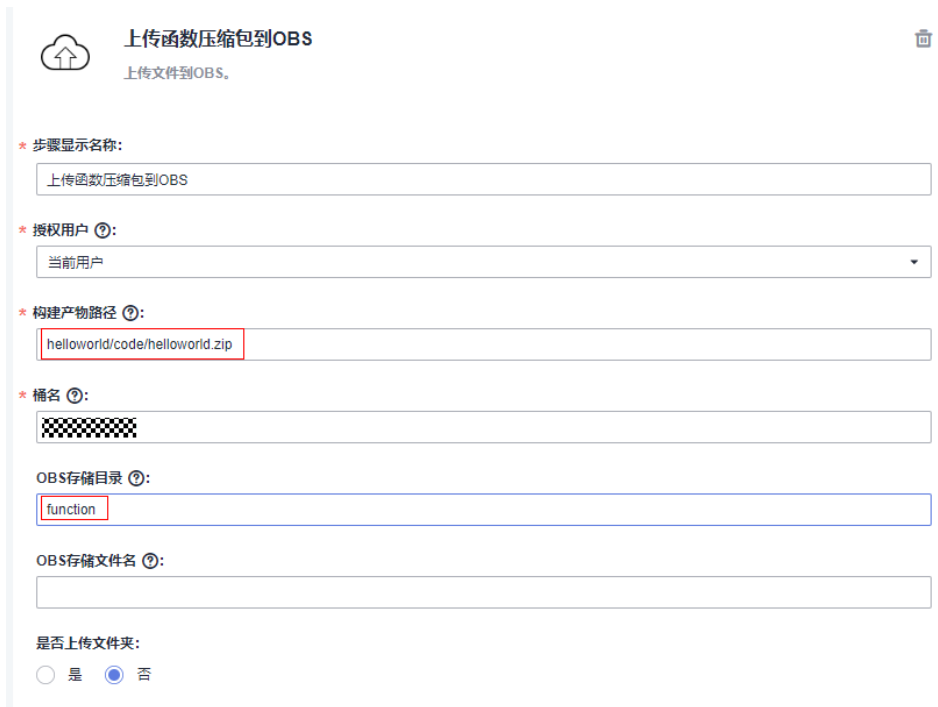 上传函数压缩包到OBS
上传文件到OBS。
* 步骤显示名称:
上传函数压缩包到OBS
* 授权用户 ?:
当前用户
* 构建产物路径 ?:
helloworld/code/helloworld.zip
* 桶名 ?:
OBS存储目录 ?:
function
OBS存储文件名 ?:
是否上传文件夹:
是 否